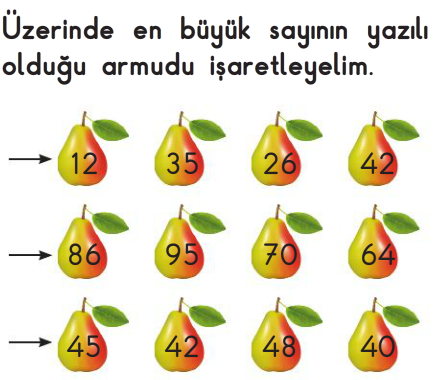 Üzerinde en büyük sayının yazılı
olduğu armudu işaretleyelim.
12 35 26 42
86 95 70 64
45 42 48 40